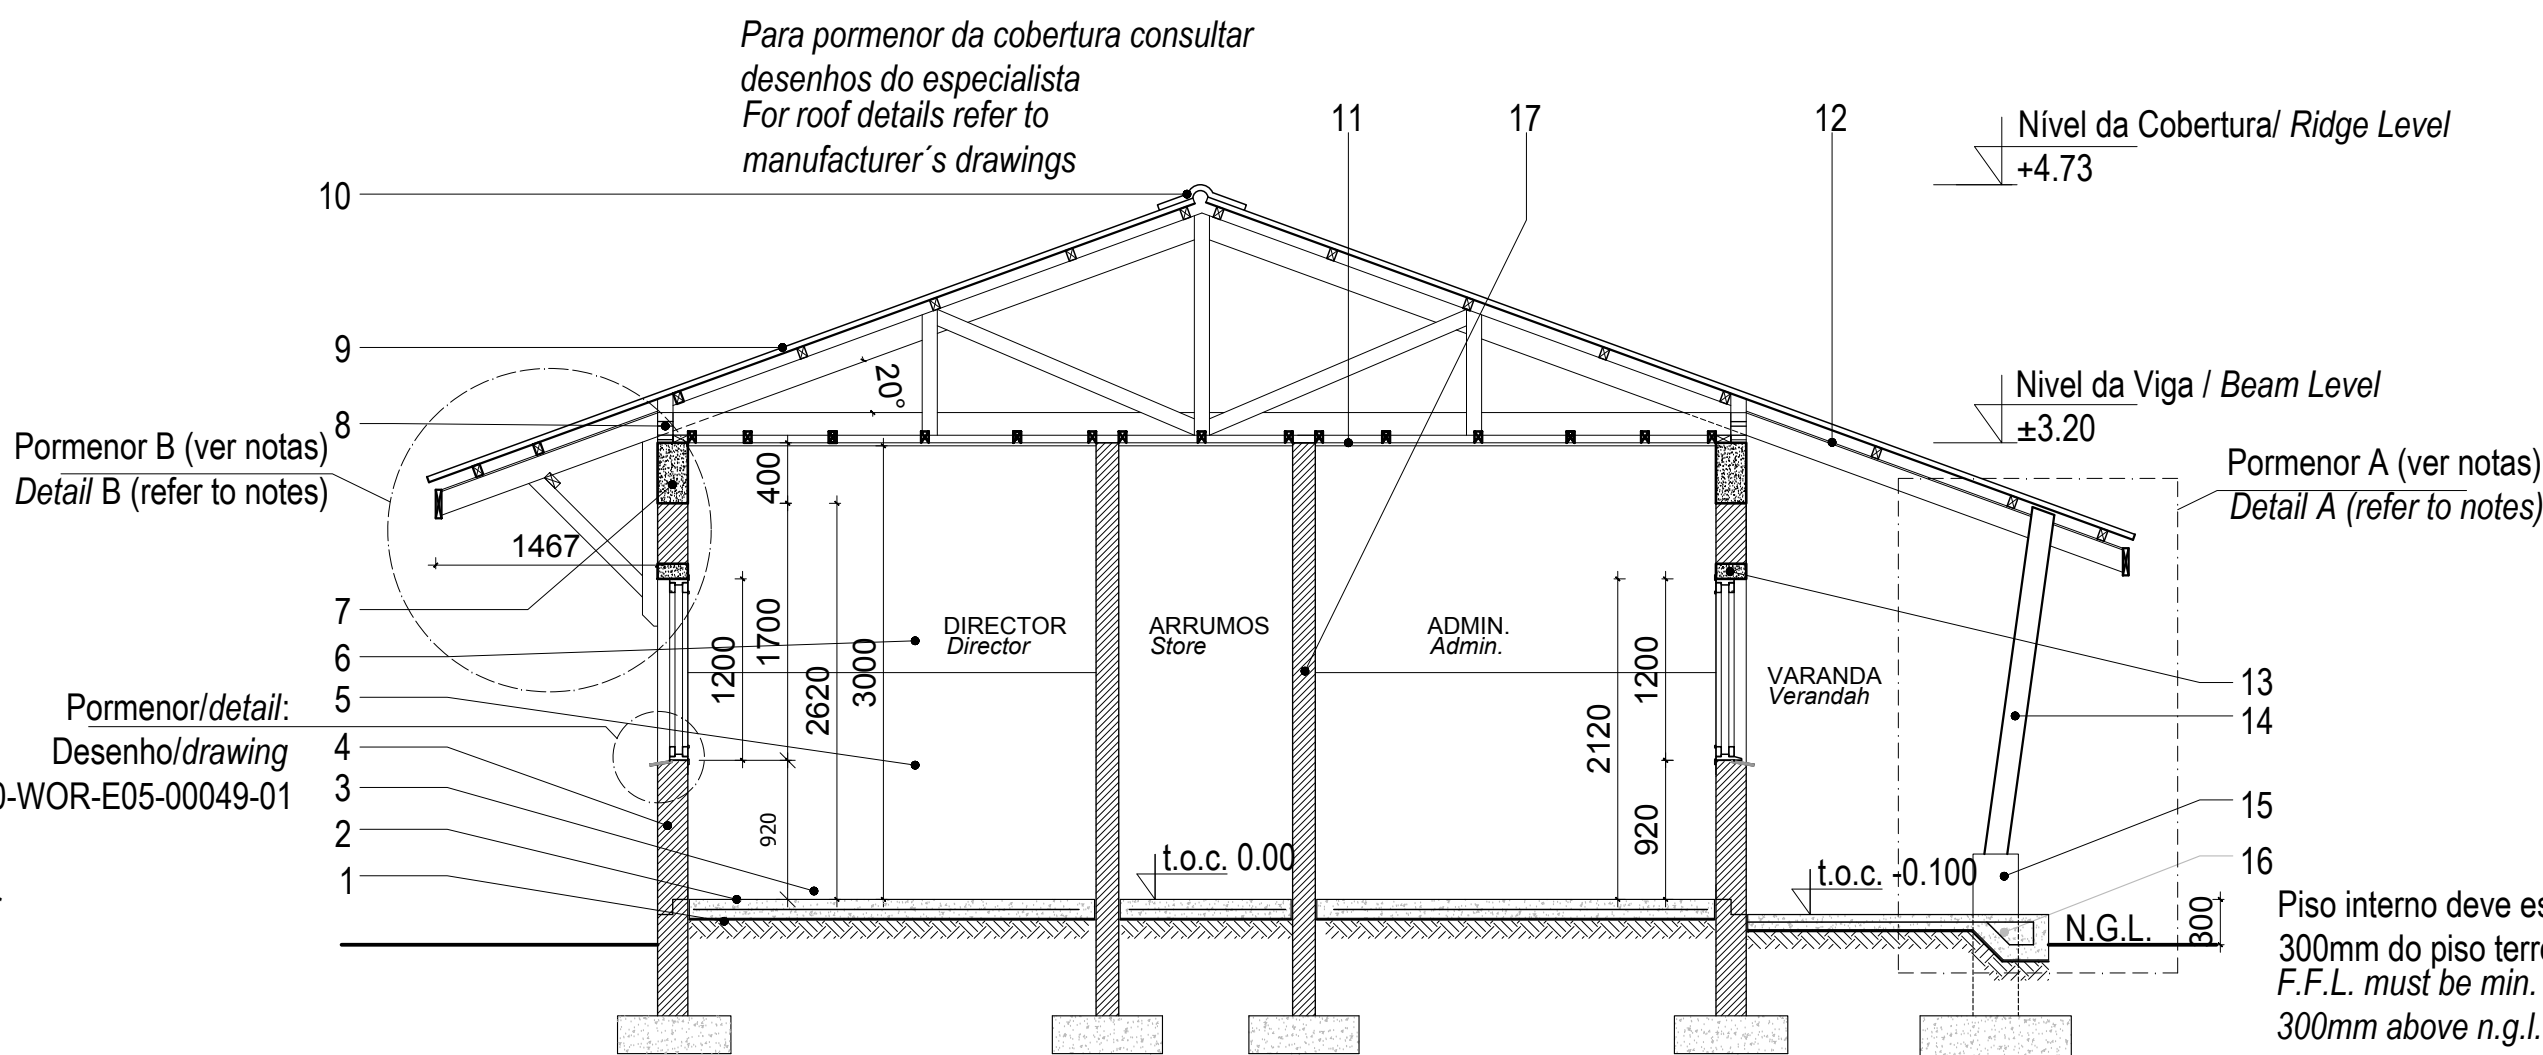 Para pormenor da cobertura consultar
desenhos do especialista
For roof details refer to
manufacturer´s drawings
11
17
12
Nível da Cobertura/ Ridge Level
+4.73
10
9
20°
8
Nivel da Viga / Beam Level
±3.20
Pormenor B (ver notas)
Detail B (refer to notes)
Pormenor A (ver notas)
Detail A (refer to notes)
400
1467
7
6
5
1200
1700
2620
3000
DIRECTOR
Director
ARRUMOS
Store
ADMIN.
Admin.
2120
1200
VARANDA
Verandah
13
14
Pormenor/detail:
Desenho/drawing
0-WOR-E05-00049-01
4
3
2
1
920
t.o.c. 0.00
920
t.o.c. -0.100
15
16
N.G.L.
300
Piso interno deve es
300mm do piso terre
F.F.L. must be min.
300mm above n.g.l.